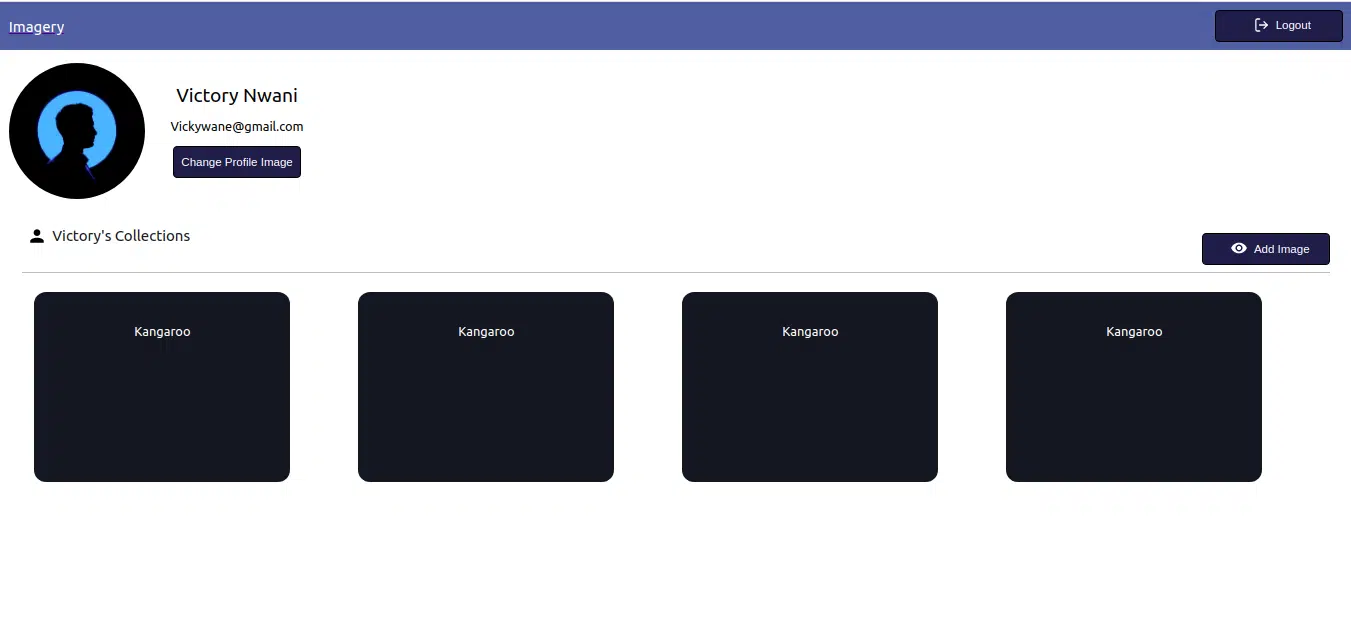 Imagery
Logout
Victory Nwani
Vickywane@gmail.com
Change Profile Image
Victory's Collections
Add Image
Kangaroo
Kangaroo
Kangaroo
Kangaroo